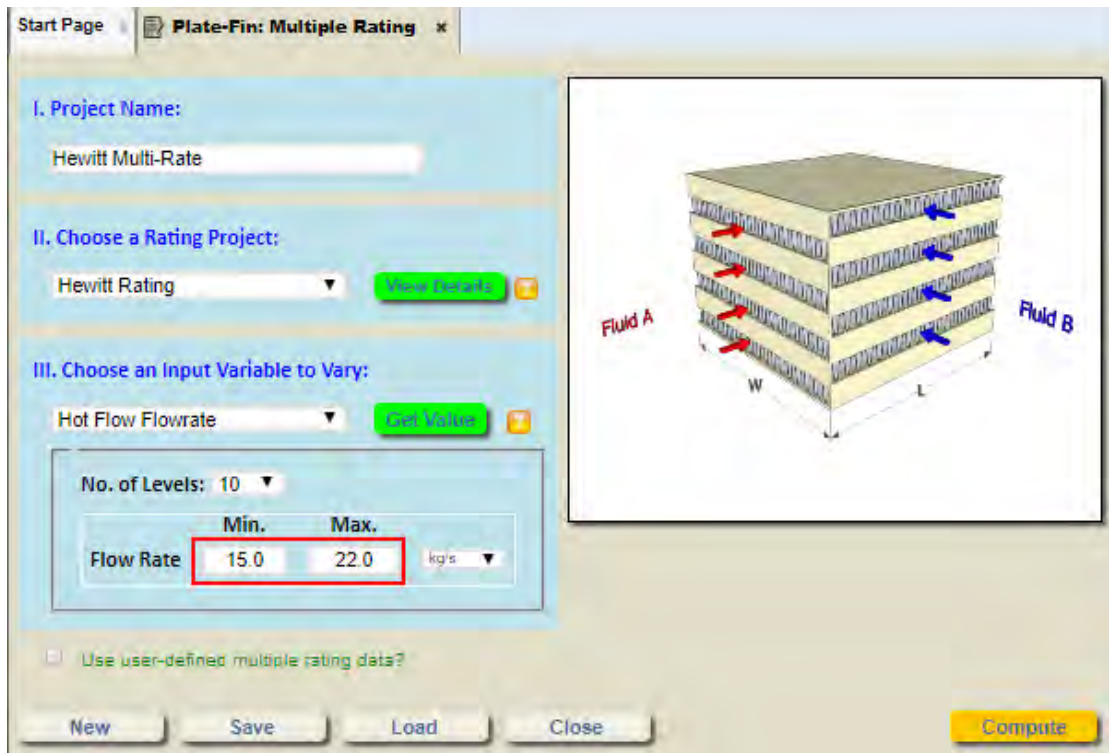 Start Page Plate-Fin: Multiple Rating ×
I. Project Name:
Hewitt Multi-Rate
II. Choose a Rating Project:
Hewitt Rating ▼ View Details
III. Choose an Input Variable to Vary:
Hot Flow Flowrate ▼ Get Value
No. of Levels: 10 ▼
Min. Max.
Flow Rate 15.0 22.0 kg/s ▼
Use user-defined multiple rating data?
New Save Load Close Compute
Fluid A
Fluid B
W
L